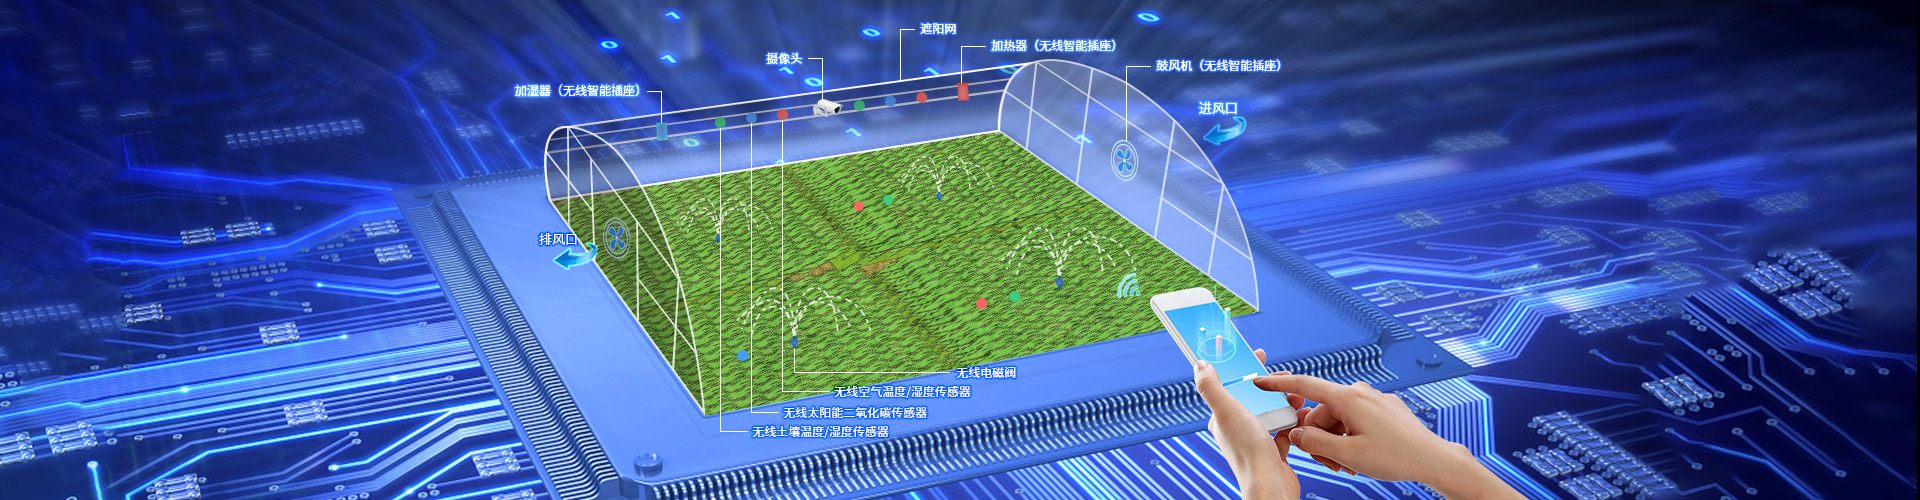 遮阳网
加热器（无线智能插座）
摄像头
鼓风机（无线智能插座）
加湿器（无线智能插座）
进风口
排风口
无线电磁阀
无线空气温度/湿度传感器
无线太阳能二氧化碳传感器
无线土壤温度/湿度传感器